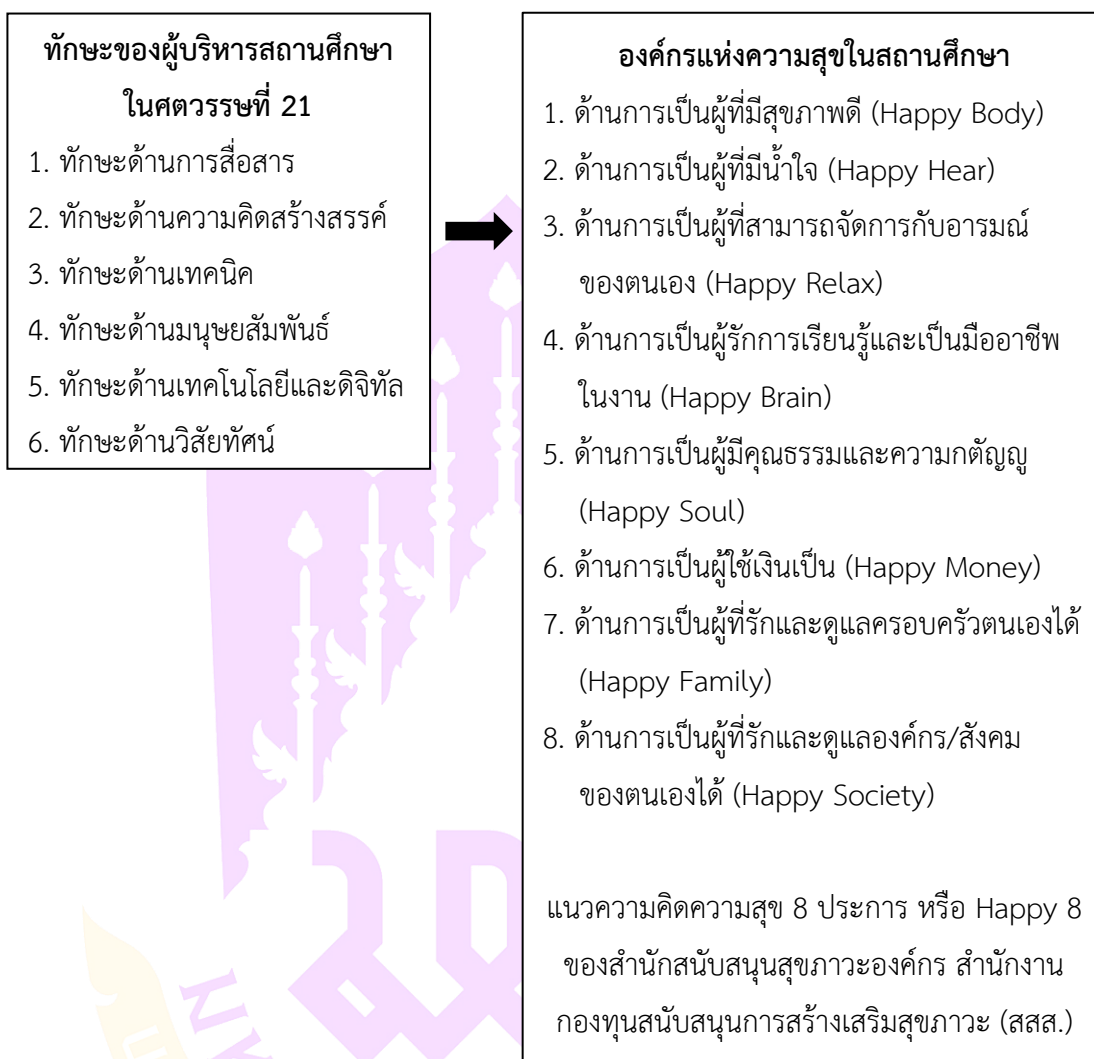 ทักษะของผู้บริหารสถานศึกษา
ในศตวรรษที่ 21
1. ทักษะด้านการสื่อสาร
2. ทักษะด้านความคิดสร้างสรรค์
3. ทักษะด้านเทคนิค
4. ทักษะด้านมนุษยสัมพันธ์
5. ทักษะด้านเทคโนโลยีและดิจิทัล
6. ทักษะด้านวิสัยทัศน์
องค์กรแห่งความสุขในสถานศึกษา
1. ด้านการเป็นผู้ที่มีสุขภาพดี (Happy Body)
2. ด้านการเป็นผู้ที่มีน้ำใจ (Happy Hear)
3. ด้านการเป็นผู้ที่สามารถจัดการกับอารมณ์
ของตนเอง (Happy Relax)
4. ด้านการเป็นผู้รักการเรียนรู้และเป็นมืออาชีพ
ในงาน (Happy Brain)
5. ด้านการเป็นผู้มีคุณธรรมและความกตัญญู
(Happy Soul)
6. ด้านการเป็นผู้ใช้เงินเป็น (Happy Money)
7. ด้านการเป็นผู้ที่รักและดูแลครอบครัวตนเองได้
(Happy Family)
8. ด้านการเป็นผู้ที่รักและดูแลองค์กร/สังคม
ของตนเองได้ (Happy Society)
แนวความคิดความสุข 8 ประการ หรือ Happy 8
ของสำนักสนับสนุนสุขภาวะองค์กร สำนักงาน
กองทุนสนับสนุนการสร้างเสริมสุขภาวะ (สสส.)